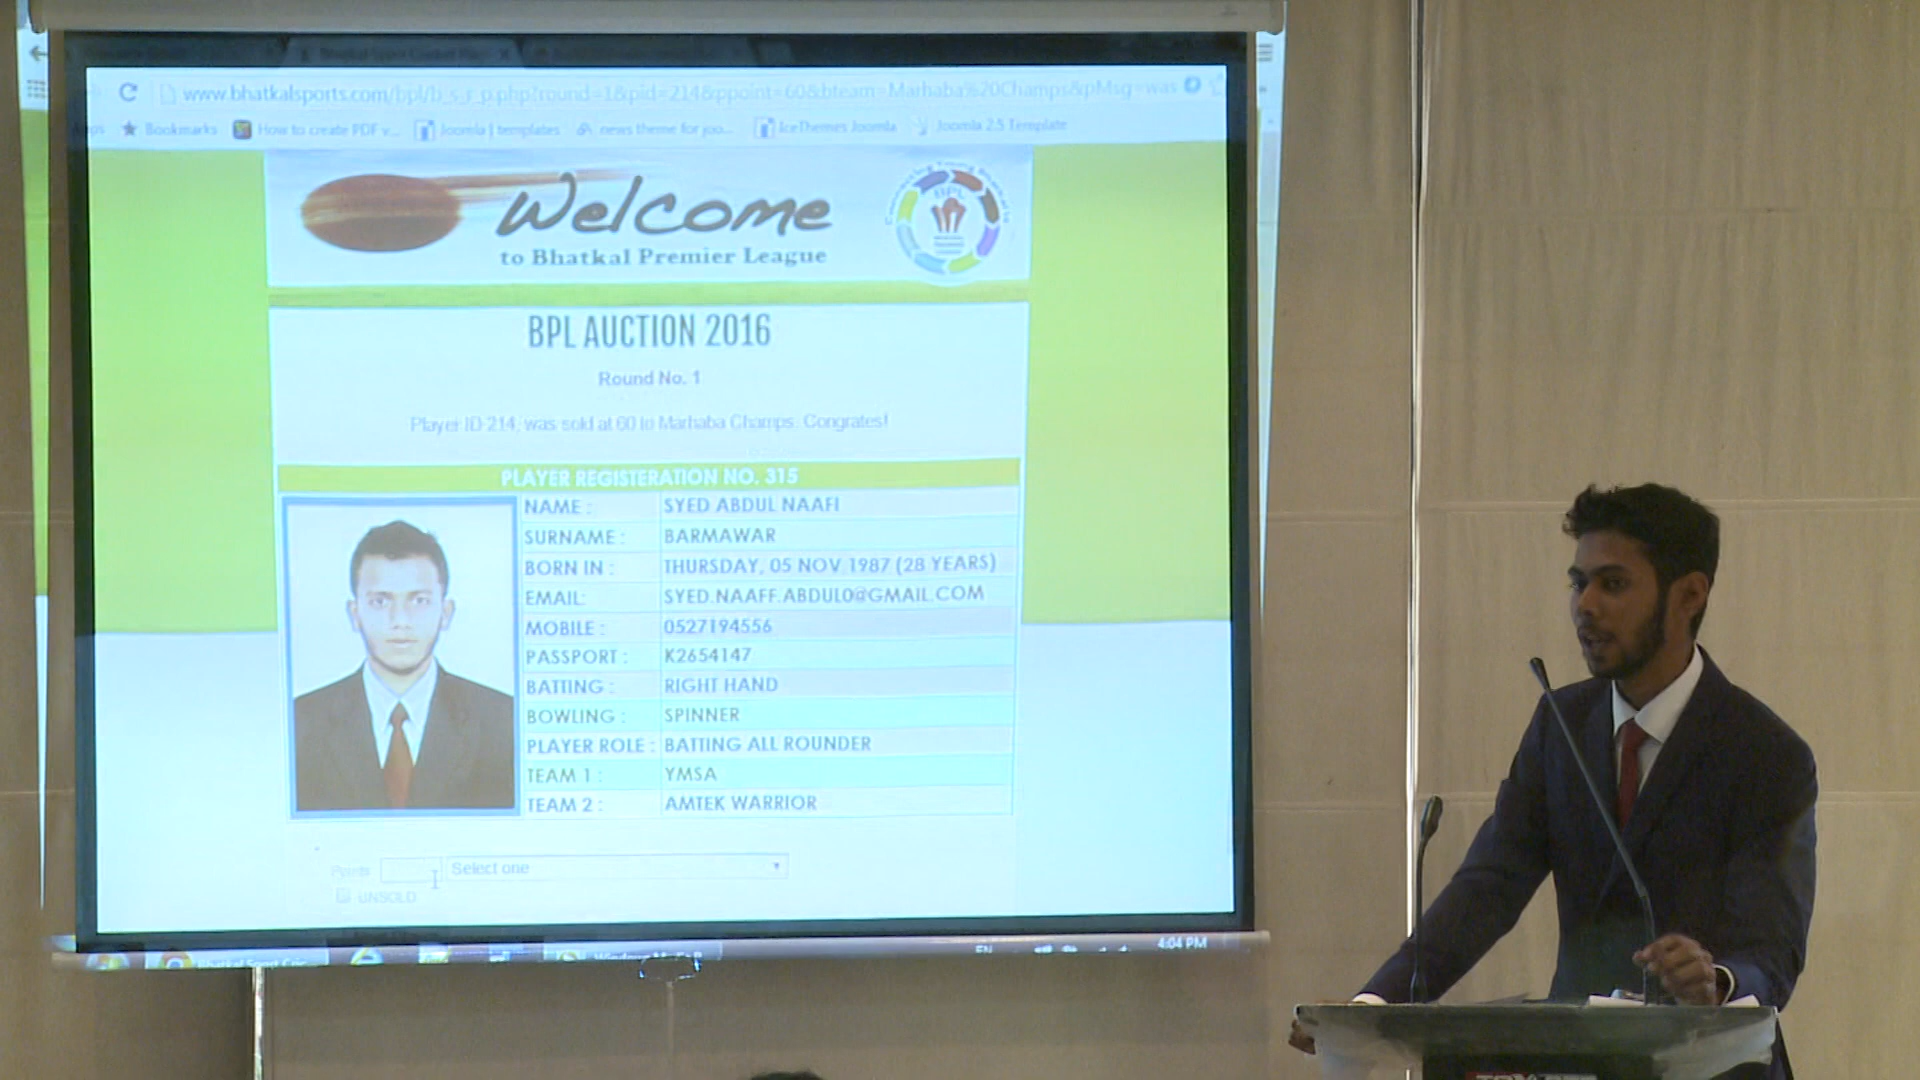 www.bhatkalsports.com/bpl/b_s_r_p.php?round=1&pid=214&ppoint=60&bteam=Marhaba%20Champs&pMsg=was
Bookmarks How to create PDF v... Joomla | templates news theme for joo... IceThemes Joomla Joomla 2.5 Template
Welcome
to Bhatkal Premier League
BPL
BPL AUCTION 2016
Round No. 1
Player ID 214, was sold at 60 to Marhaba Champs. Congrates!
PLAYER REGISTERATION NO. 315
NAME : SYED ABDUL NAAFI
SURNAME : BARMAWAR
BORN IN : THURSDAY, 05 NOV 1987 (28 YEARS)
EMAIL: SYED.NAAFF.ABDUL0@GMAIL.COM
MOBILE : 0527194556
PASSPORT : K2654147
BATTING : RIGHT HAND
BOWLING : SPINNER
PLAYER ROLE : BATTING ALL ROUNDER
TEAM 1 : YMSA
TEAM 2 : AMTEK WARRIOR
Points Select one
UNSOLD
EN 4:04 PM